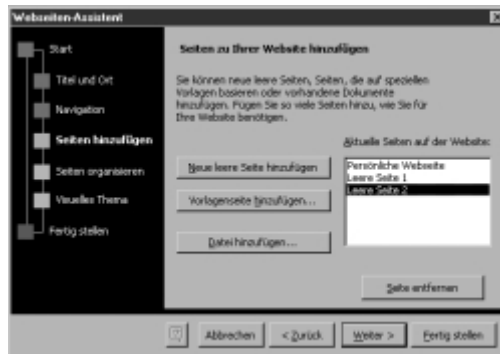 Webseiten-Assistent
Start
Titel und Ort
Navigation
Seiten hinzufügen
Seiten organisieren
Visuelles Thema
Fertig stellen
Seiten zu Ihrer Website hinzufügen
Sie können neue leere Seiten, Seiten, die auf speziellen
Vorlagen basieren oder vorhandene Dokumente
hinzufügen. Fügen Sie so viele Seiten hinzu, wie Sie für
Ihre Website benötigen.
Neue leere Seite hinzufügen
Vorlagenseite hinzufügen...
Datei hinzufügen...
Aktuelle Seiten auf der Website:
Persönliche Webseite
Leere Seite 1
Leere Seite 2
Seite entfernen
Abbrechen
< Zurück
Weiter >
Fertig stellen